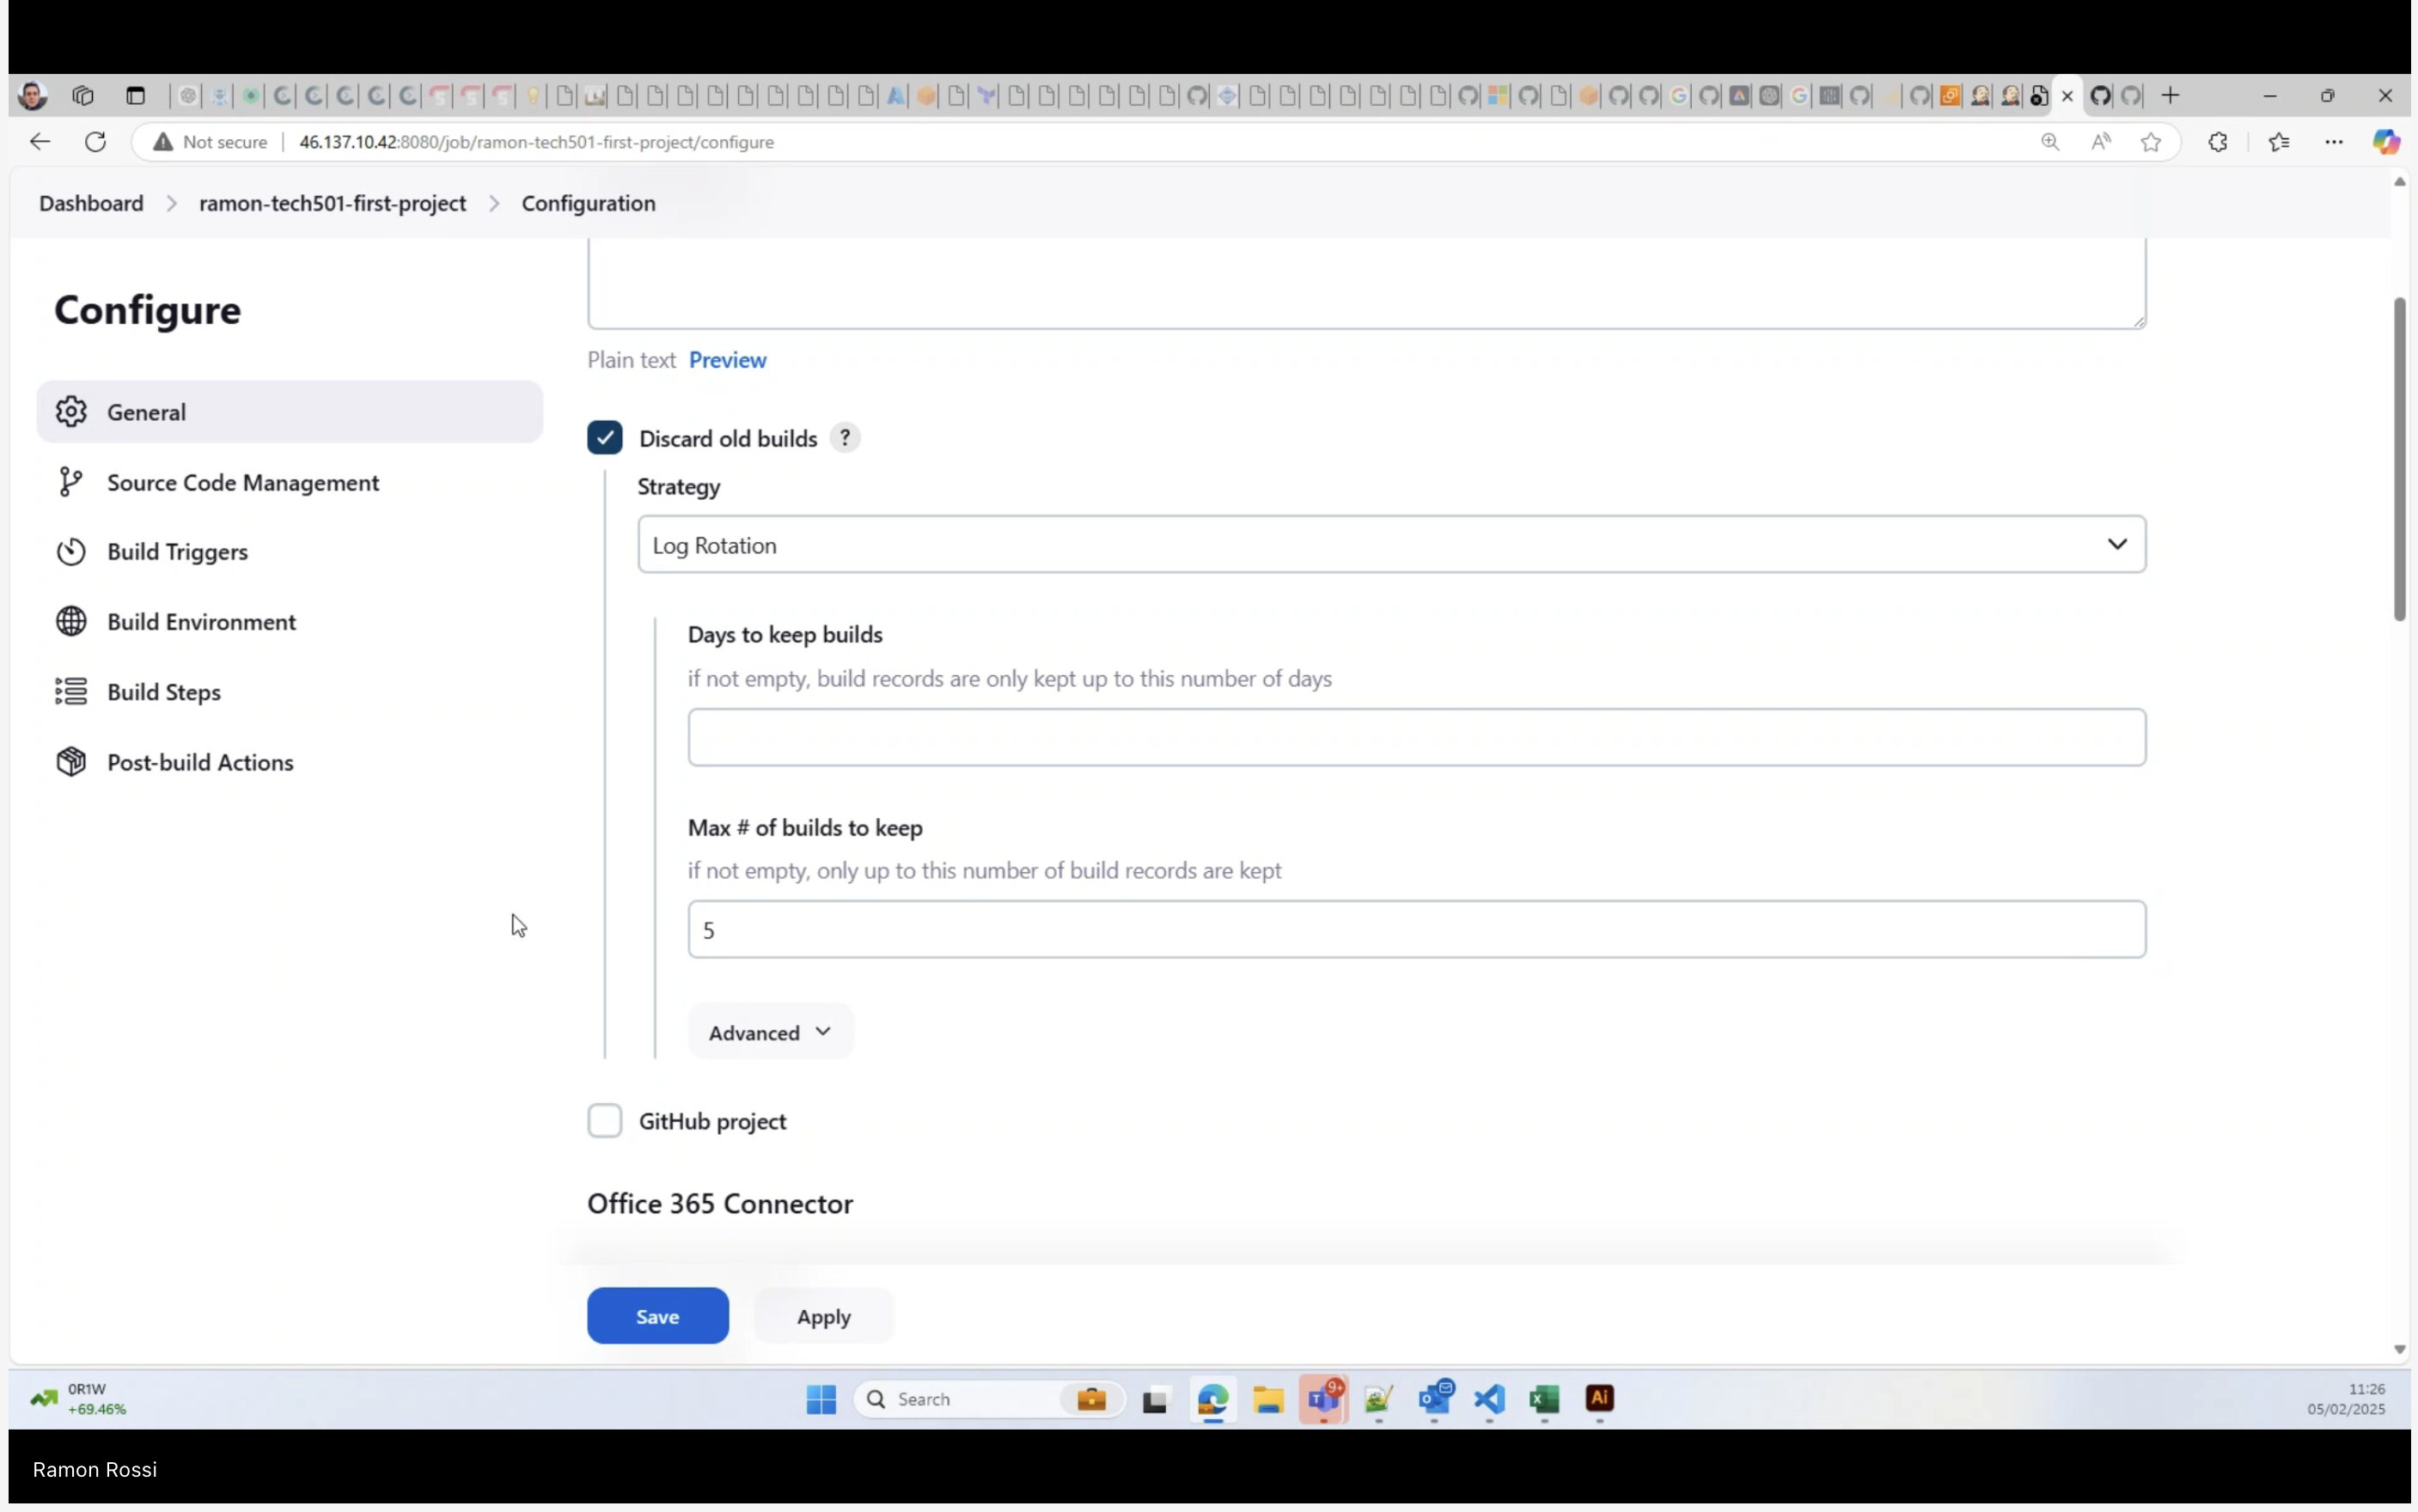 Not secure
46.137.10.42:8080/job/ramon-tech501-first-project/configure
Dashboard
ramon-tech501-first-project
Configuration
Configure
General
Source Code Management
Build Triggers
Build Environment
Build Steps
Post-build Actions
Plain text Preview
Discard old builds ?
Strategy
Log Rotation
Days to keep builds
if not empty, build records are only kept up to this number of days
Max # of builds to keep
if not empty, only up to this number of build records are kept
5
Advanced
GitHub project
Office 365 Connector
Save
Apply
0R1W
+69.46%
Search
9+
Ai
11:26
05/02/2025
Ramon Rossi